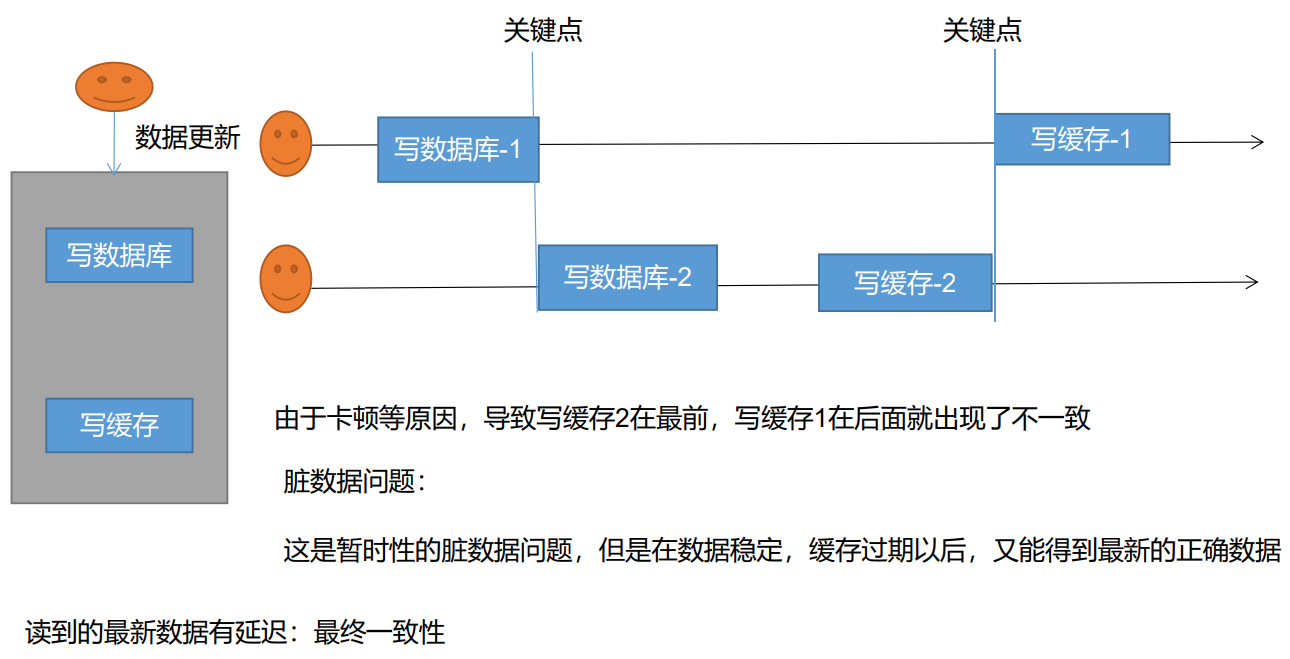 关键点
关键点
数据更新
写数据库-1
写缓存-1
写数据库
写数据库-2
写缓存-2
写缓存
由于卡顿等原因，导致写缓存2在最前，写缓存1在后面就出现了不一致
脏数据问题：
这是暂时性的脏数据问题，但是在数据稳定，缓存过期以后，又能得到最新的正确数据
读到的最新数据有延迟：最终一致性